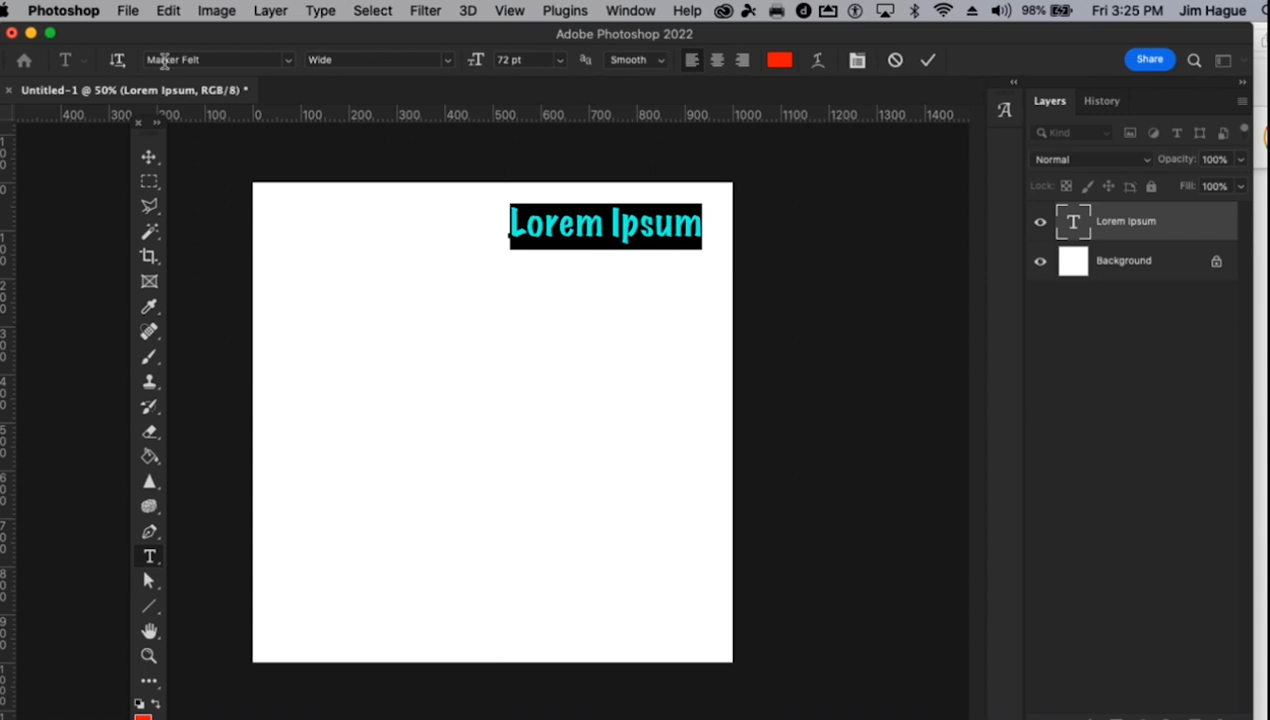 Photoshop File Edit Image Layer Type Select Filter 3D View Plugins Window Help 98% Fri 3:25 PM Jim Hague
Adobe Photoshop 2022
Marker Felt Wide 72 pt Smooth Share
× Untitled-1 @ 50% (Lorem Ipsum, RGB/8) *
Layers History
400 300 200 100 0 100 200 300 400 500 600 700 800 900 1000 1100 1200 1300 1400
Kind
Normal Opacity: 100%
Lock: Fill: 100%
Lorem Ipsum
Lorem Ipsum
Background